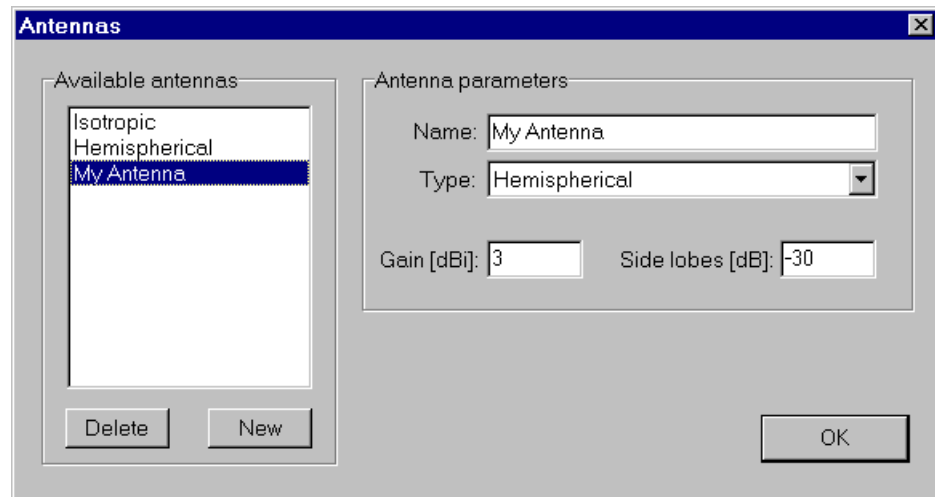 Antennas
Available antennas
Isotropic
Hemispherical
My Antenna
Delete
New
Antenna parameters
Name: My Antenna
Type: Hemispherical
Gain [dBi]: 3 Side lobes [dB]: -30
OK